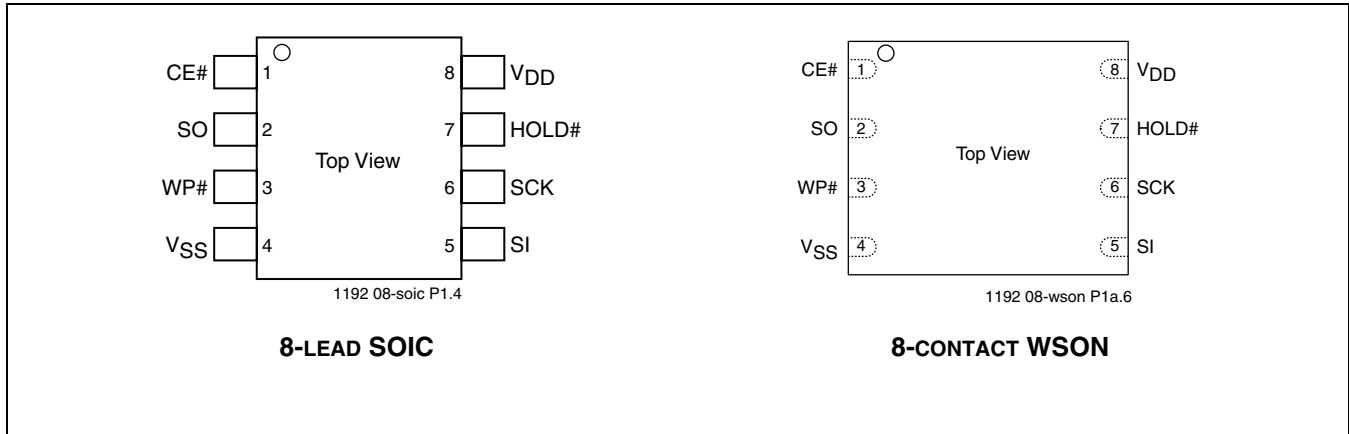 CE# 1 8 VDD
SO 2 7 HOLD#
Top View
WP# 3 6 SCK
VSS 4 5 SI
1192 08-soic P1.4
8-LEAD SOIC
CE# 1 8 VDD
SO 2 7 HOLD#
Top View
WP# 3 6 SCK
VSS 4 5 SI
1192 08-wson P1a.6
8-CONTACT WSON